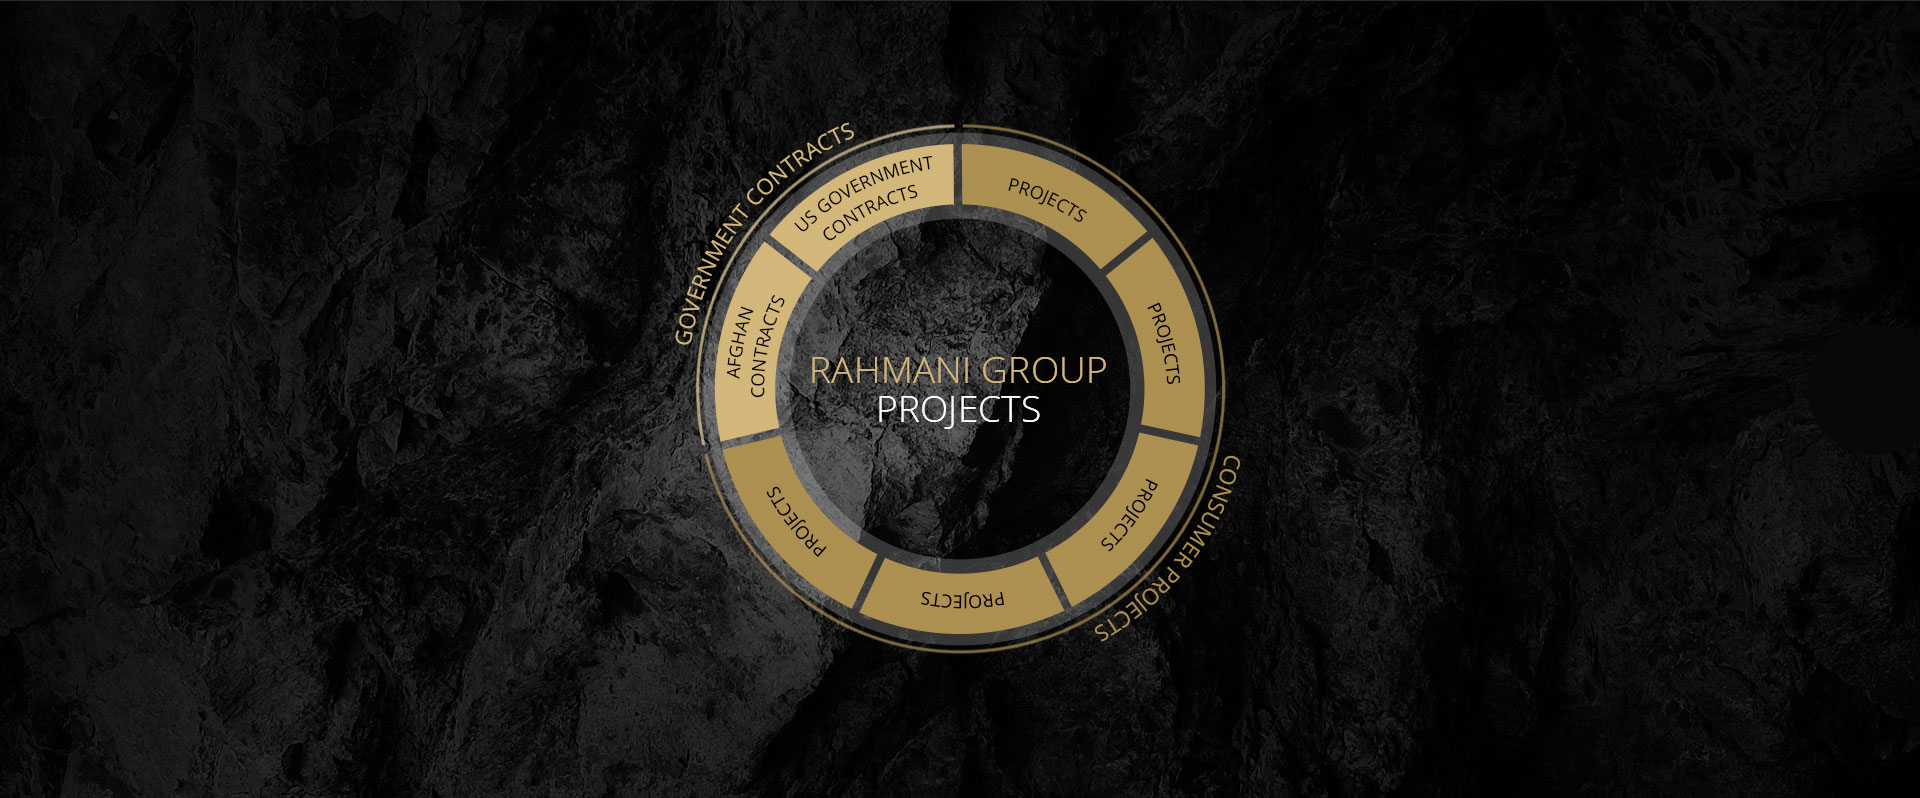 GOVERNMENT CONTRACTS
US GOVERNMENT
CONTRACTS
AFGHAN
CONTRACTS
PROJECTS
PROJECTS
PROJECTS
PROJECTS
PROJECTS
CONSUMER PROJECTS
RAHMANI GROUP
PROJECTS